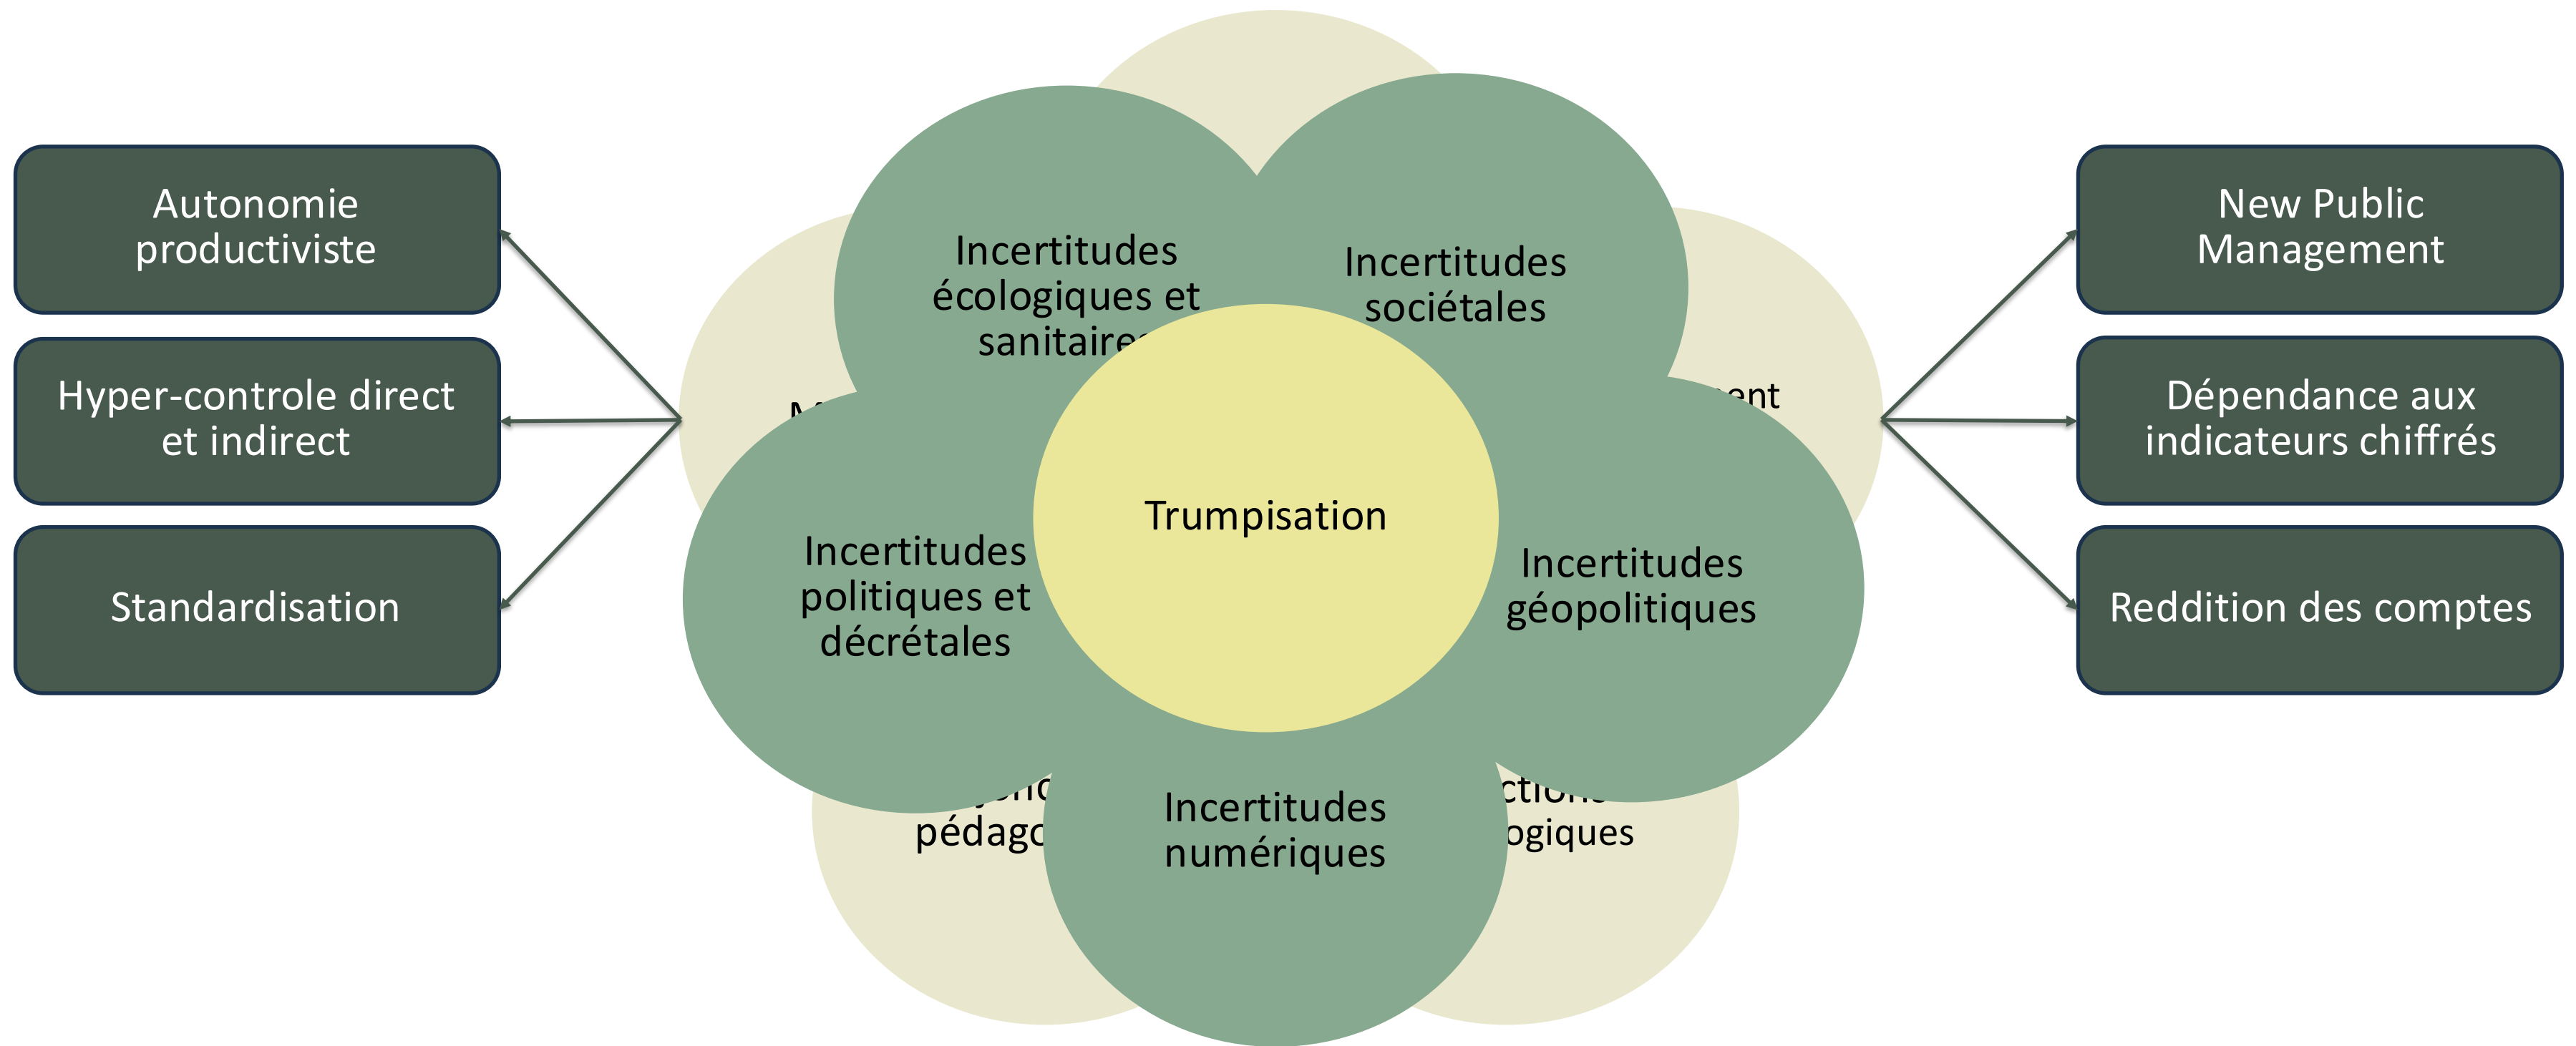 Autonomie
productiviste
Hyper-controle direct
et indirect
Standardisation
Incertitudes
écologiques et
sanitaires
Incertitudes
sociétales
Trumpisation
Incertitudes
politiques et
décrétales
Incertitudes
géopolitiques
Incertitudes
numériques
New Public
Management
Dépendance aux
indicateurs chiffrés
Reddition des comptes